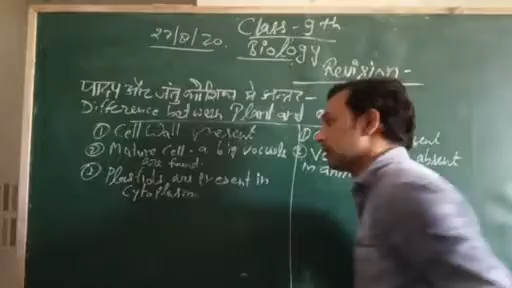 27/8/20.
Class-9th
Biology
Revision-
पादप और जंतु कोशिका में अन्तर-
Difference between Plant and
① Cell Wall present
② Mature Cell - a big vacuole
are found.
③ Plastids are present in
Cytoplasm
absent
in